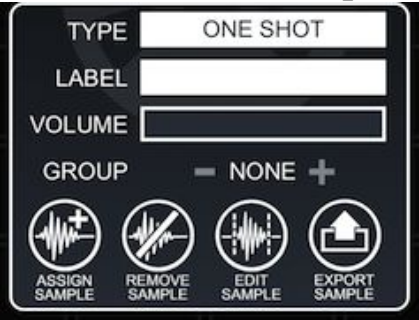 TYPE ONE SHOT
LABEL
VOLUME
GROUP - NONE +
ASSIGN SAMPLE
REMOVE SAMPLE
EDIT SAMPLE
EXPORT SAMPLE